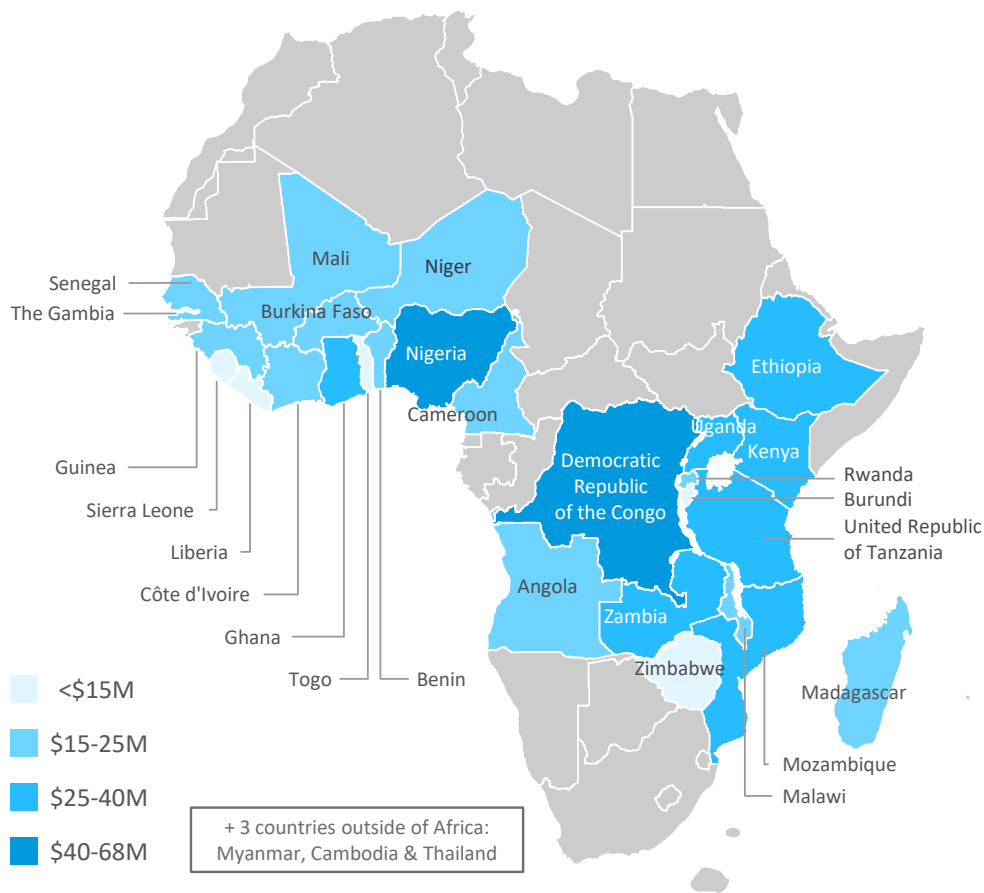 Mali
Niger
Senegal
The Gambia
Burkina Faso
Nigeria
Ethiopia
Cameroon
Uganda
Kenya
Guinea
Democratic
Republic
of the Congo
Rwanda
Burundi
Sierra Leone
United Republic
of Tanzania
Liberia
Côte d'Ivoire
Angola
Zambia
Ghana
Togo
Benin
Zimbabwe
Madagascar
Mozambique
Malawi
<$15M
$15-25M
$25-40M
$40-68M
+ 3 countries outside of Africa:
Myanmar, Cambodia & Thailand